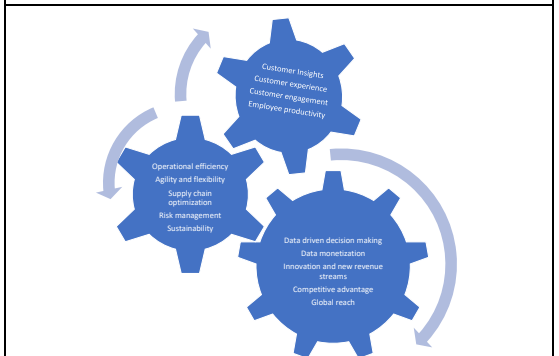 Customer Insights
Customer experience
Customer engagement
Employee productivity
Operational efficiency
Agility and flexibility
Supply chain
optimization
Risk management
Sustainability
Data driven decision making
Data monetization
Innovation and new revenue
streams
Competitive advantage
Global reach